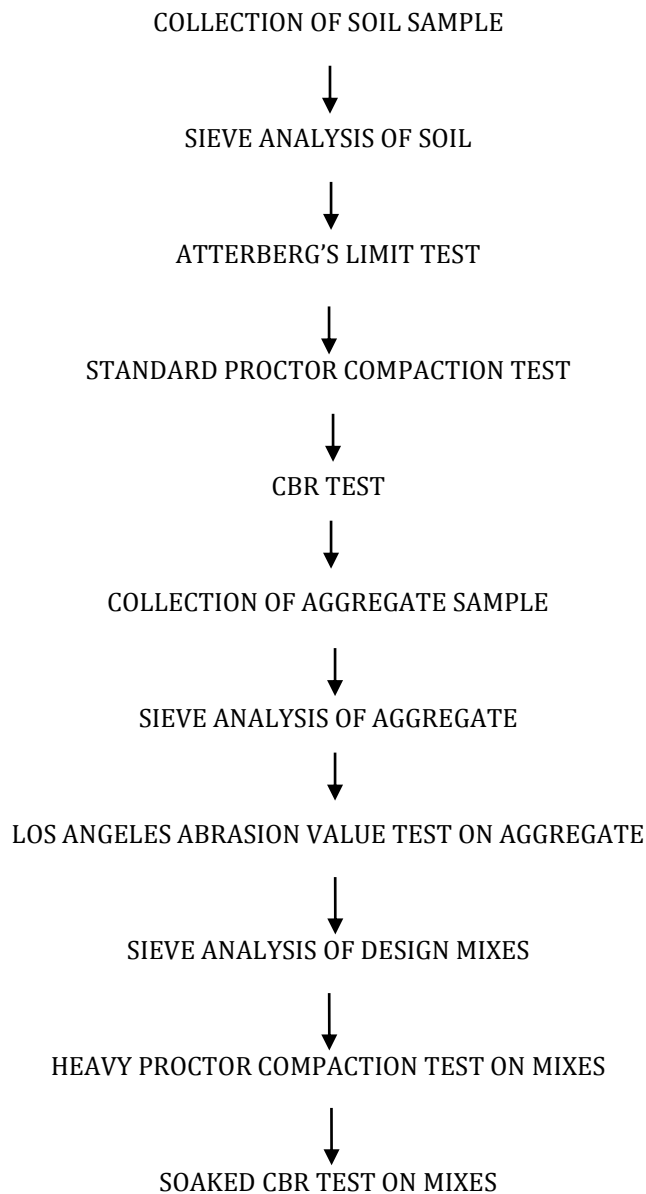 COLLECTION OF SOIL SAMPLE
SIEVE ANALYSIS OF SOIL
ATTERBERG’S LIMIT TEST
STANDARD PROCTOR COMPACTION TEST
CBR TEST
COLLECTION OF AGGREGATE SAMPLE
SIEVE ANALYSIS OF AGGREGATE
LOS ANGELES ABRASION VALUE TEST ON AGGREGATE
SIEVE ANALYSIS OF DESIGN MIXES
HEAVY PROCTOR COMPACTION TEST ON MIXES
SOAKED CBR TEST ON MIXES